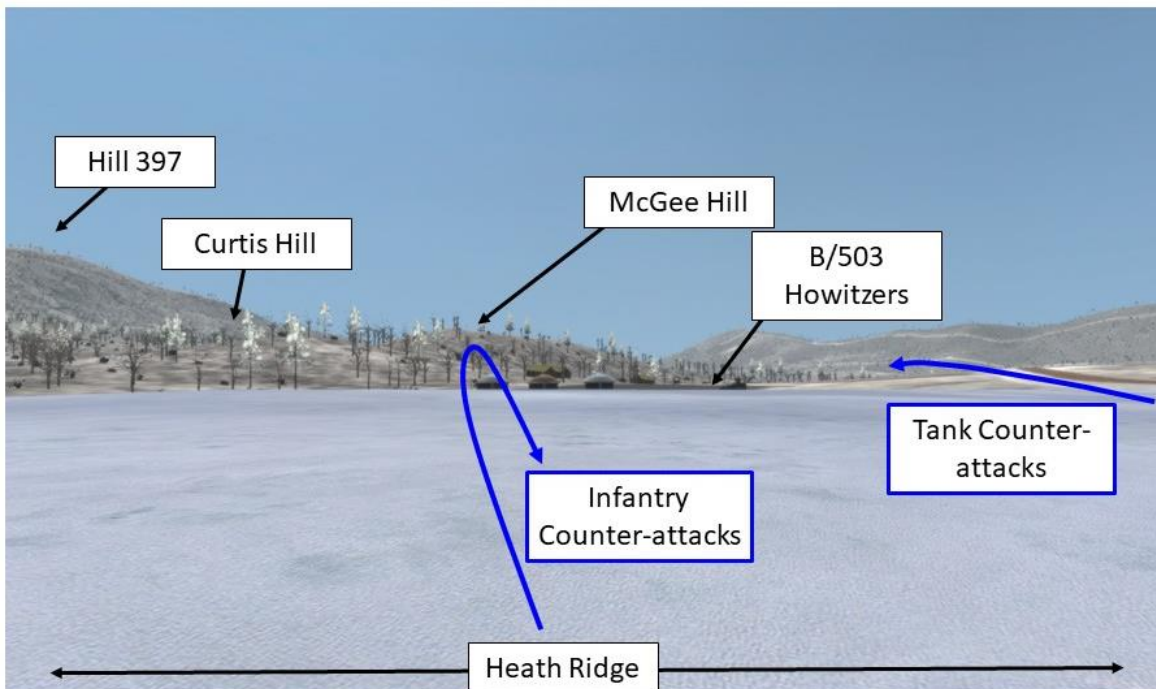 Hill 397
McGee Hill
Curtis Hill
B/503
Howitzers
Tank Counter-
attacks
Infantry
Counter-attacks
Heath Ridge